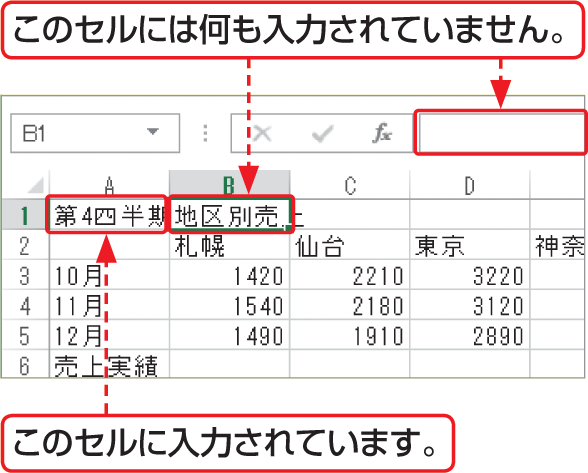 このセルには何も入力されていません。
B1 fx
A B C D
1 第4四半期 地区別売上
2 札幌 仙台 東京 神奈
3 10月 1420 2210 3220
4 11月 1540 2180 3120
5 12月 1490 1910 2890
6 売上実績
このセルに入力されています。